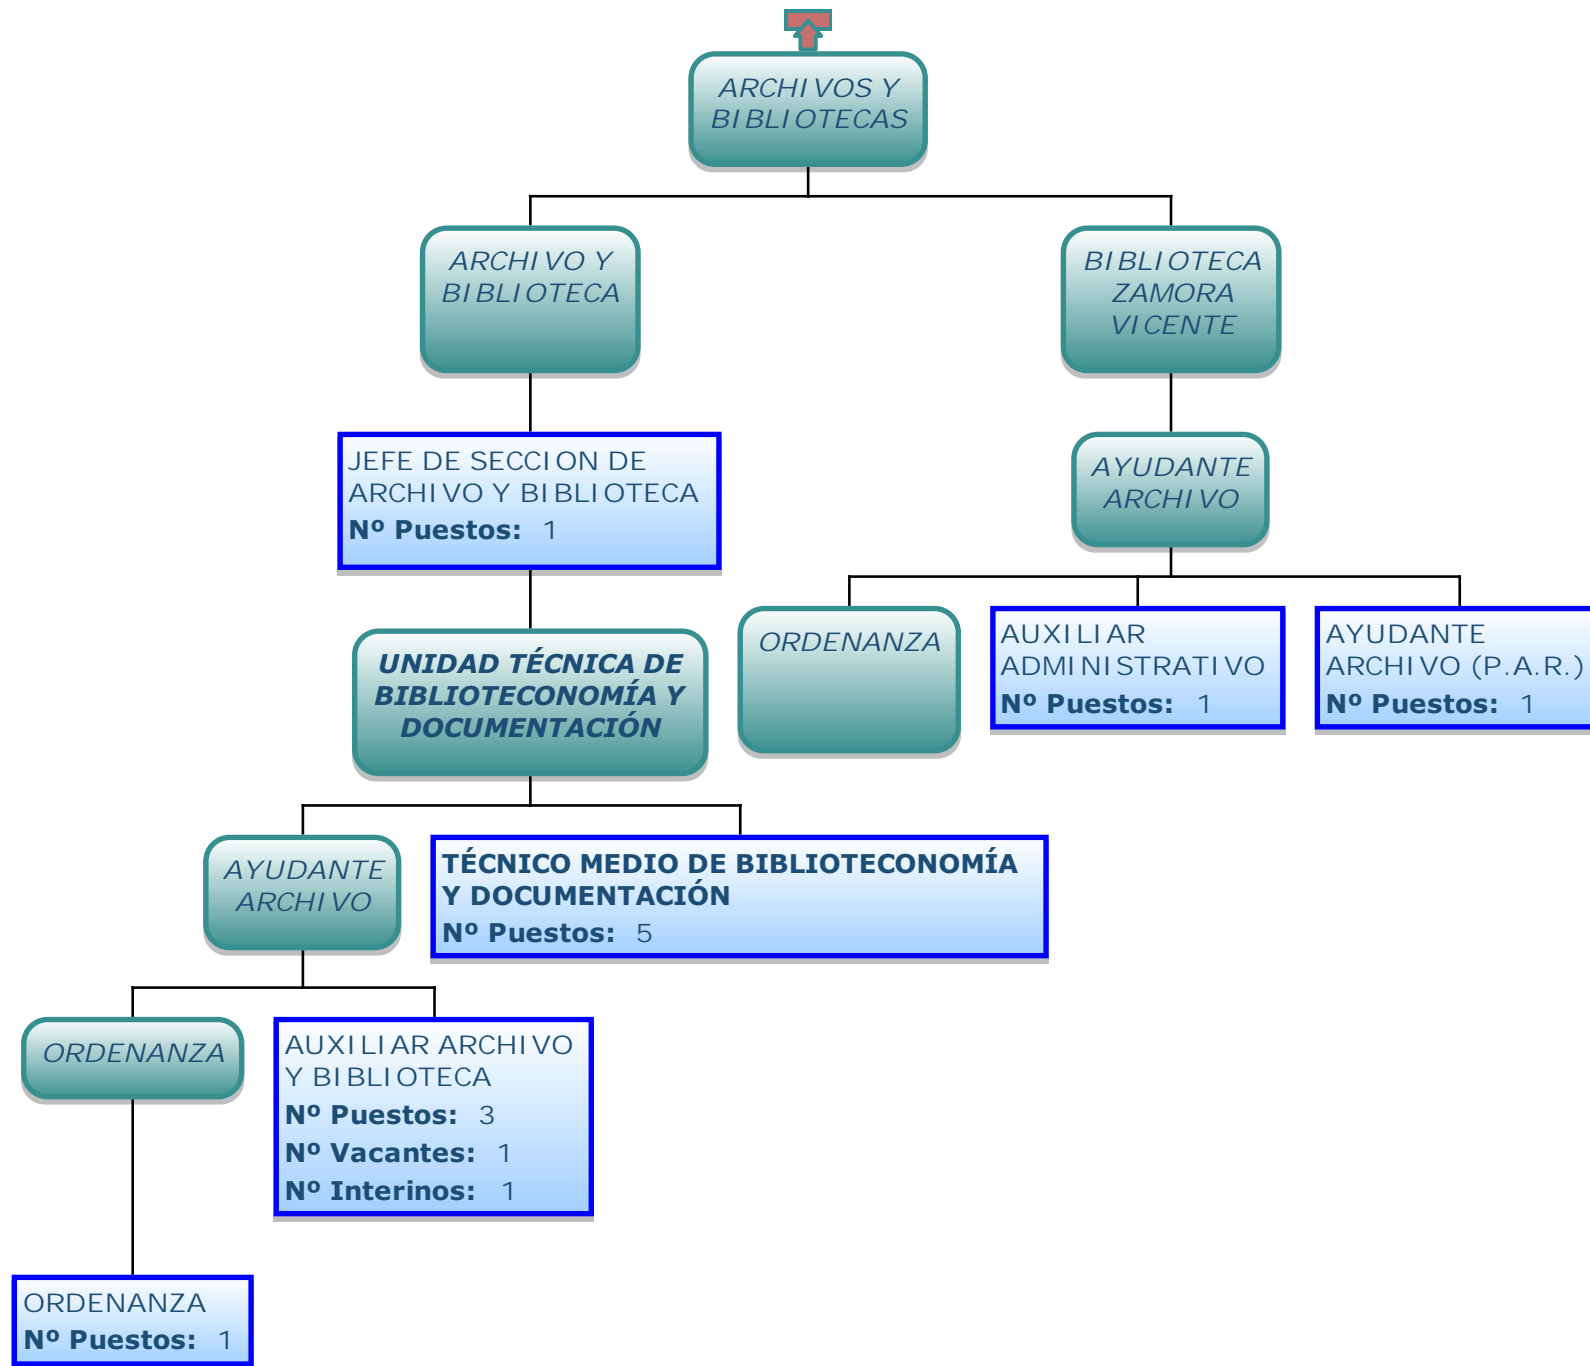 ARCHIVOS Y
BIBLIOTECAS
ARCHIVO Y
BIBLIOTECA
BIBLIOTECA
ZAMORA
VICENTE
JEFE DE SECCION DE
ARCHIVO Y BIBLIOTECA
Nº Puestos: 1
AYUDANTE
ARCHIVO
UNIDAD TÉCNICA DE
BIBLIOTECONOMÍA Y
DOCUMENTACIÓN
ORDENANZA
AUXILIAR
ADMINISTRATIVO
Nº Puestos: 1
AYUDANTE
ARCHIVO (P.A.R.)
Nº Puestos: 1
AYUDANTE
ARCHIVO
TÉCNICO MEDIO DE BIBLIOTECONOMÍA
Y DOCUMENTACIÓN
Nº Puestos: 5
ORDENANZA
AUXILIAR ARCHIVO
Y BIBLIOTECA
Nº Puestos: 3
Nº Vacantes: 1
Nº Interinos: 1
ORDENANZA
Nº Puestos: 1